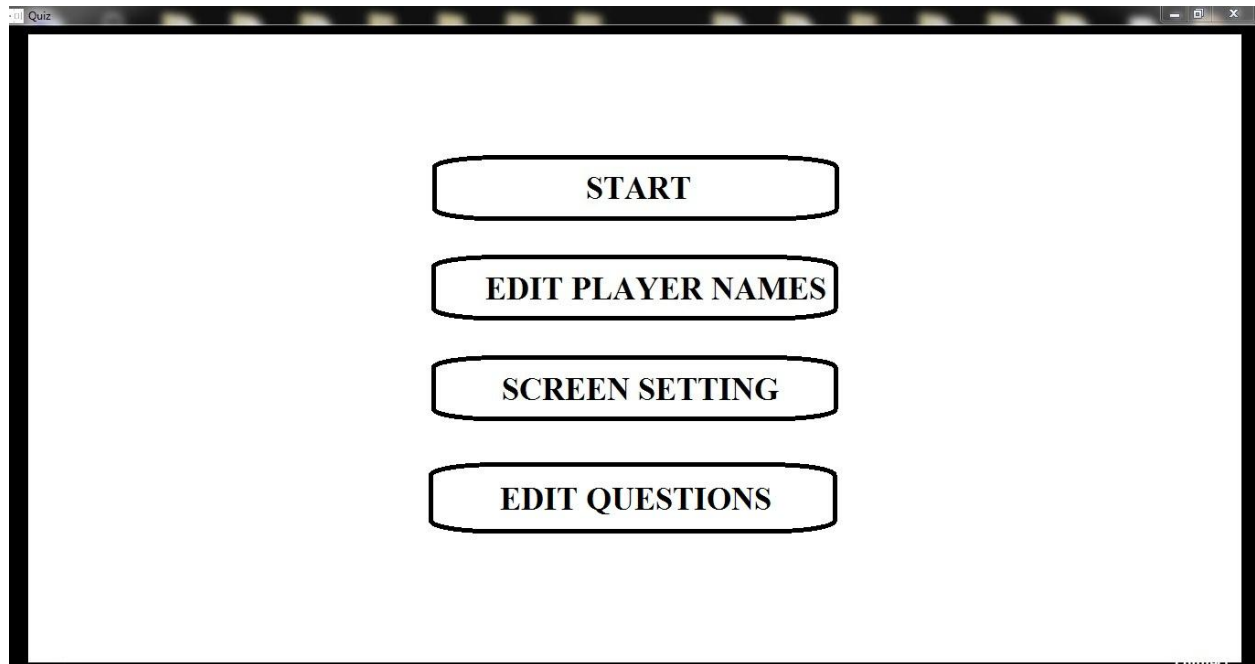 Quiz
START
EDIT PLAYER NAMES
SCREEN SETTING
EDIT QUESTIONS